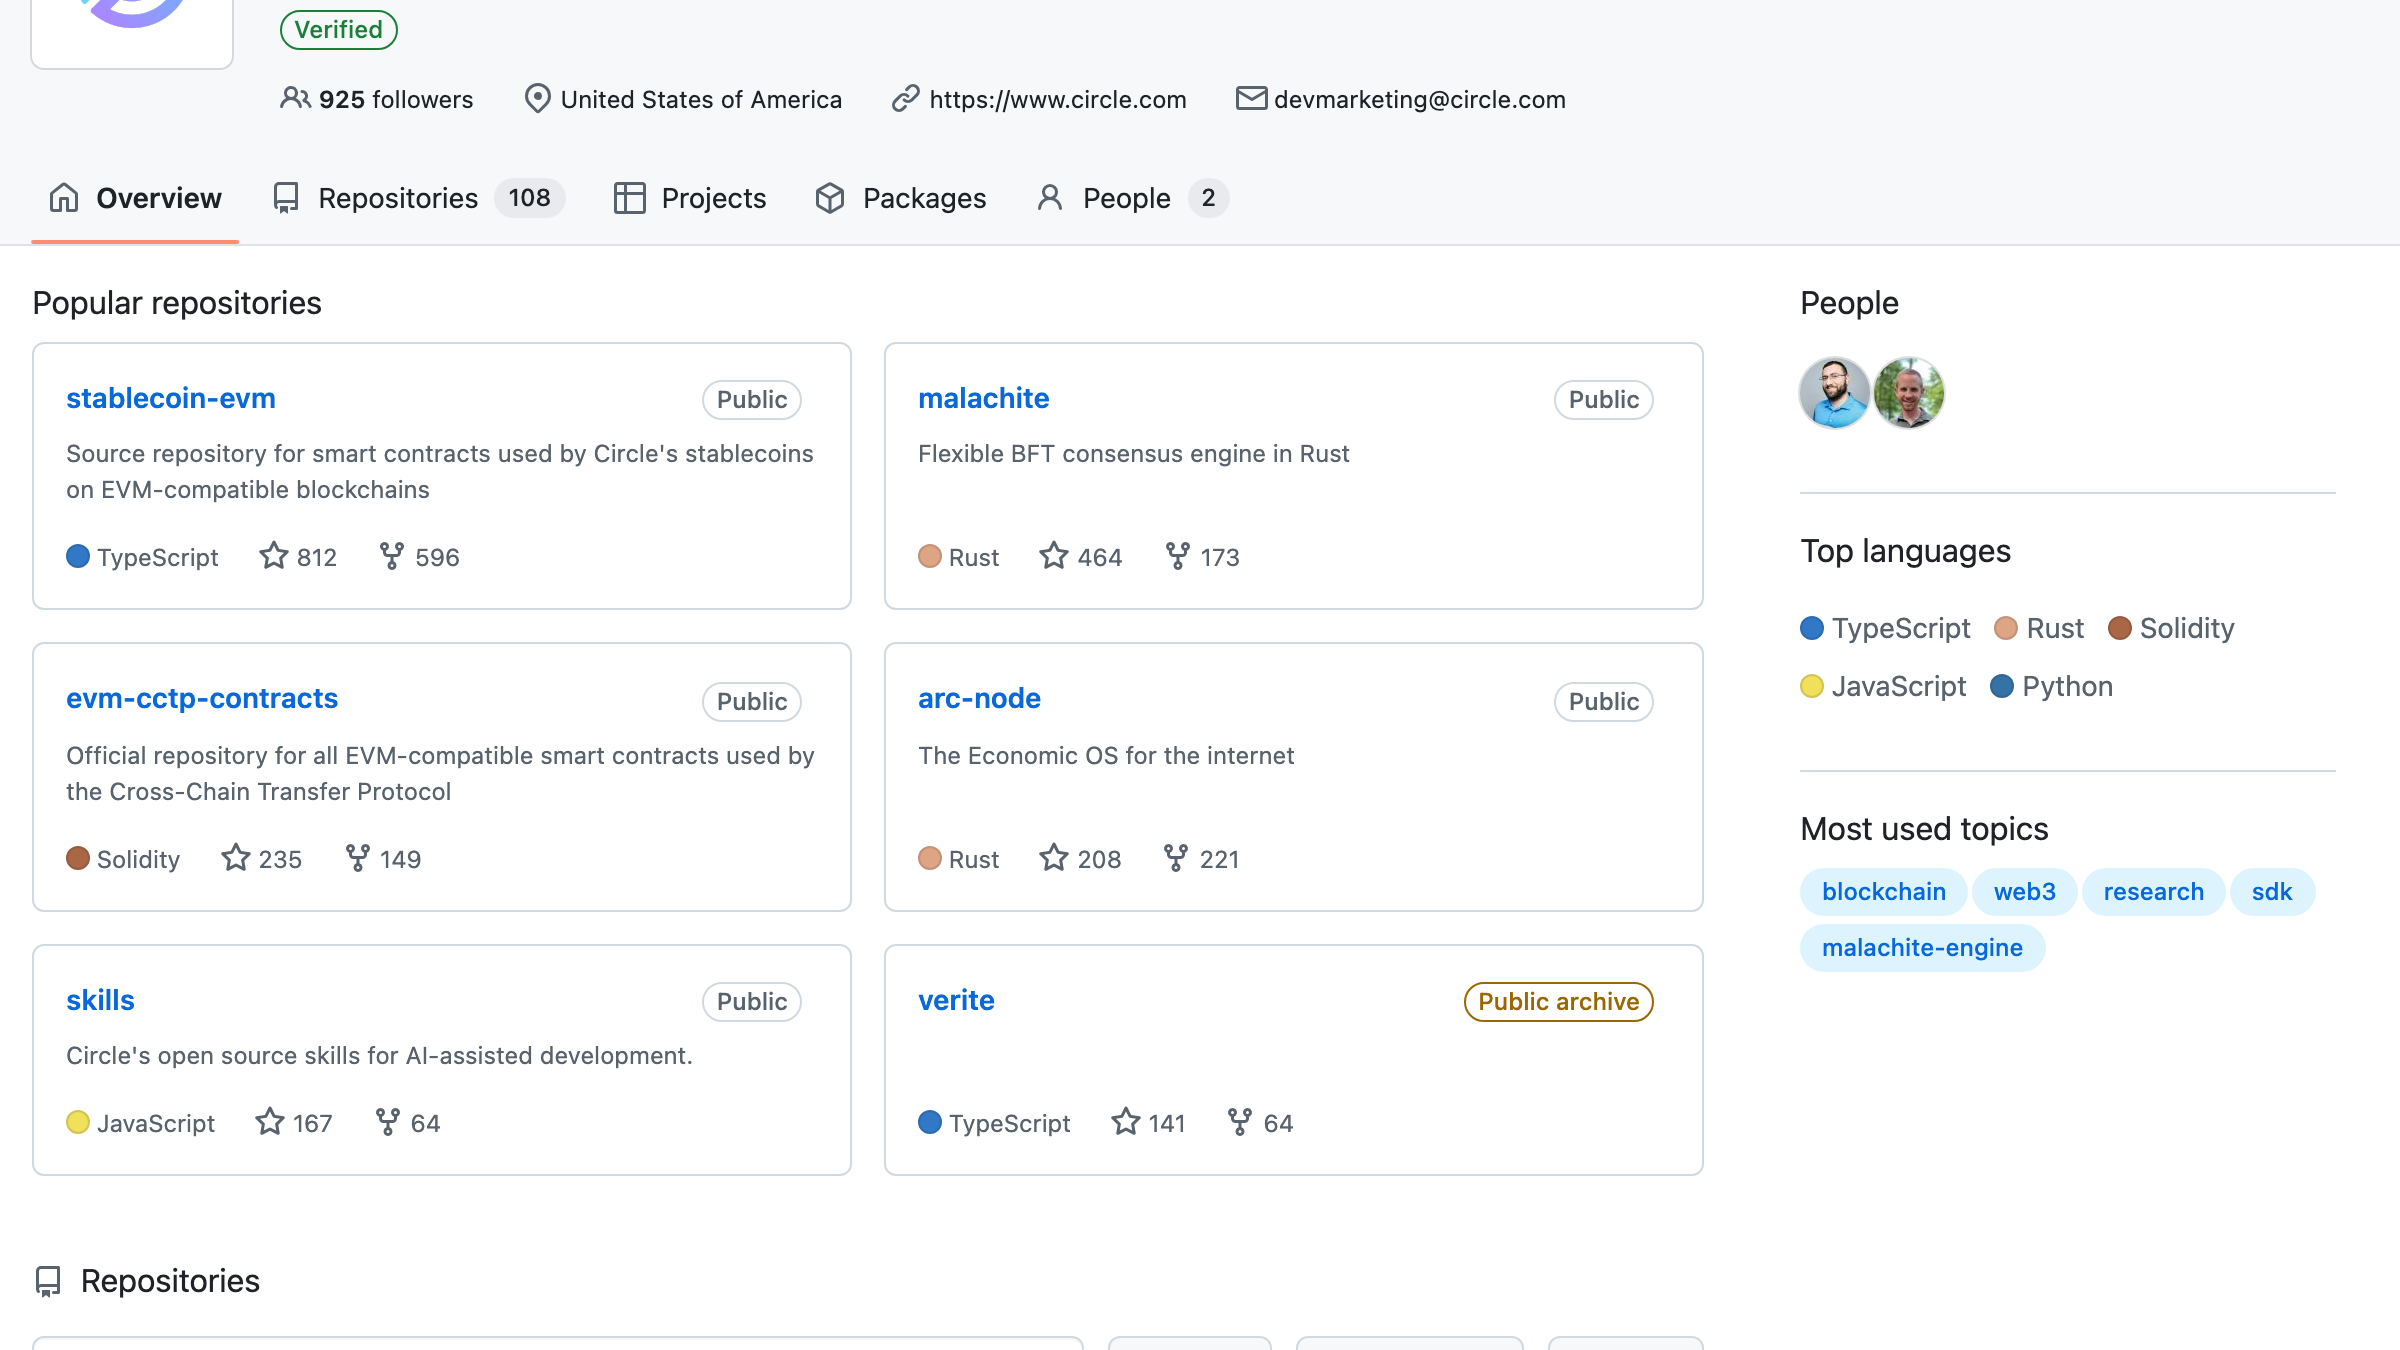 Verified
925 followers United States of America https://www.circle.com devmarketing@circle.com
Overview Repositories 108 Projects Packages People 2
Popular repositories
stablecoin-evm Public
Source repository for smart contracts used by Circle's stablecoins
on EVM-compatible blockchains
TypeScript 812 596
malachite Public
Flexible BFT consensus engine in Rust
Rust 464 173
evm-cctp-contracts Public
Official repository for all EVM-compatible smart contracts used by
the Cross-Chain Transfer Protocol
Solidity 235 149
arc-node Public
The Economic OS for the internet
Rust 208 221
skills Public
Circle's open source skills for AI-assisted development.
JavaScript 167 64
verite Public archive
TypeScript 141 64
Repositories
People
Top languages
TypeScript Rust Solidity
JavaScript Python
Most used topics
blockchain web3 research sdk
malachite-engine